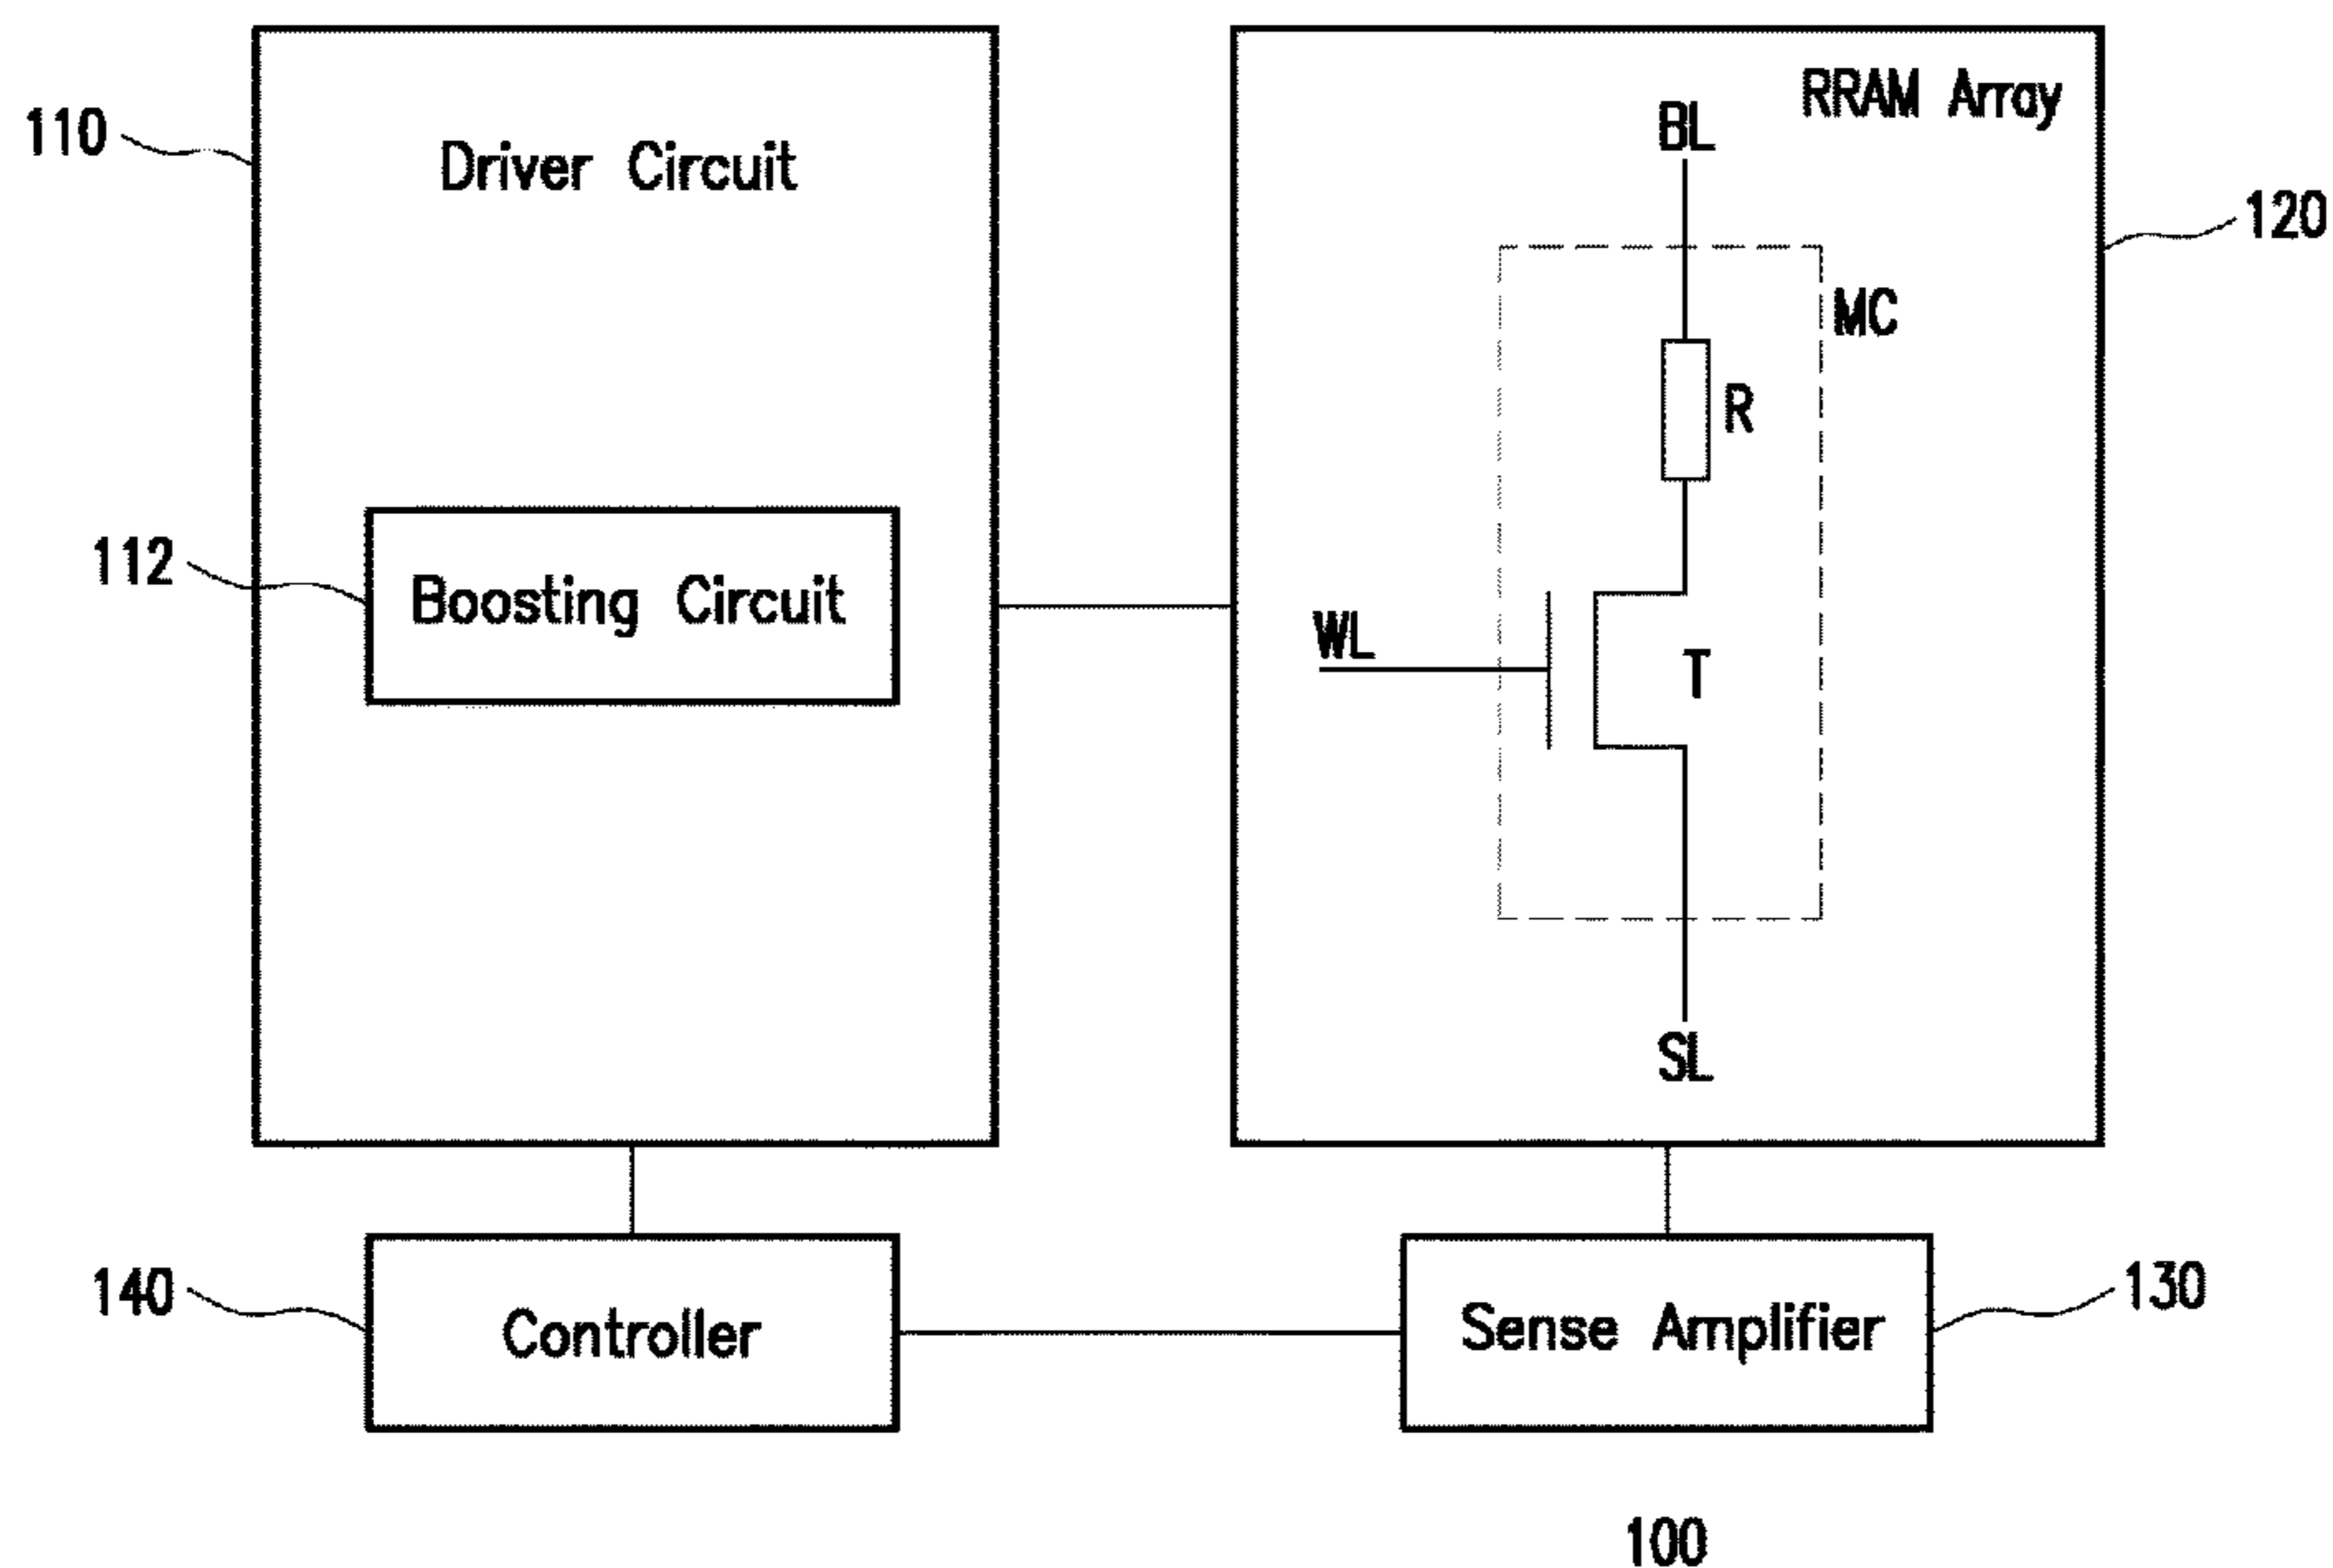 110
Driver Circuit
RRAM Array
BL
120
MC
R
112
Boosting Circuit
WL
T
SL
140
Controller
Sense Amplifier
130
100